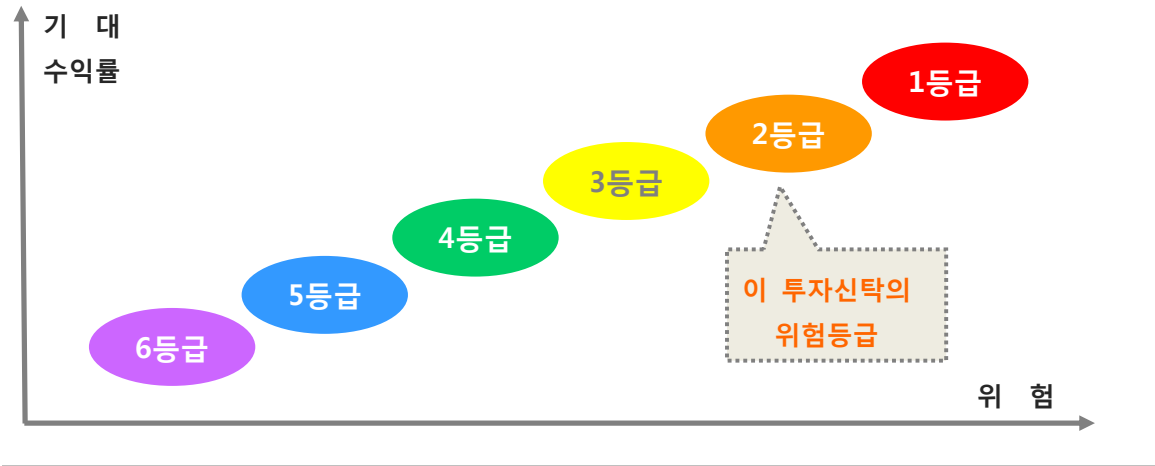 기 대
수익률
1등급
2등급
3등급
4등급
5등급
6등급
이 투자신탁의
위험등급
위 험